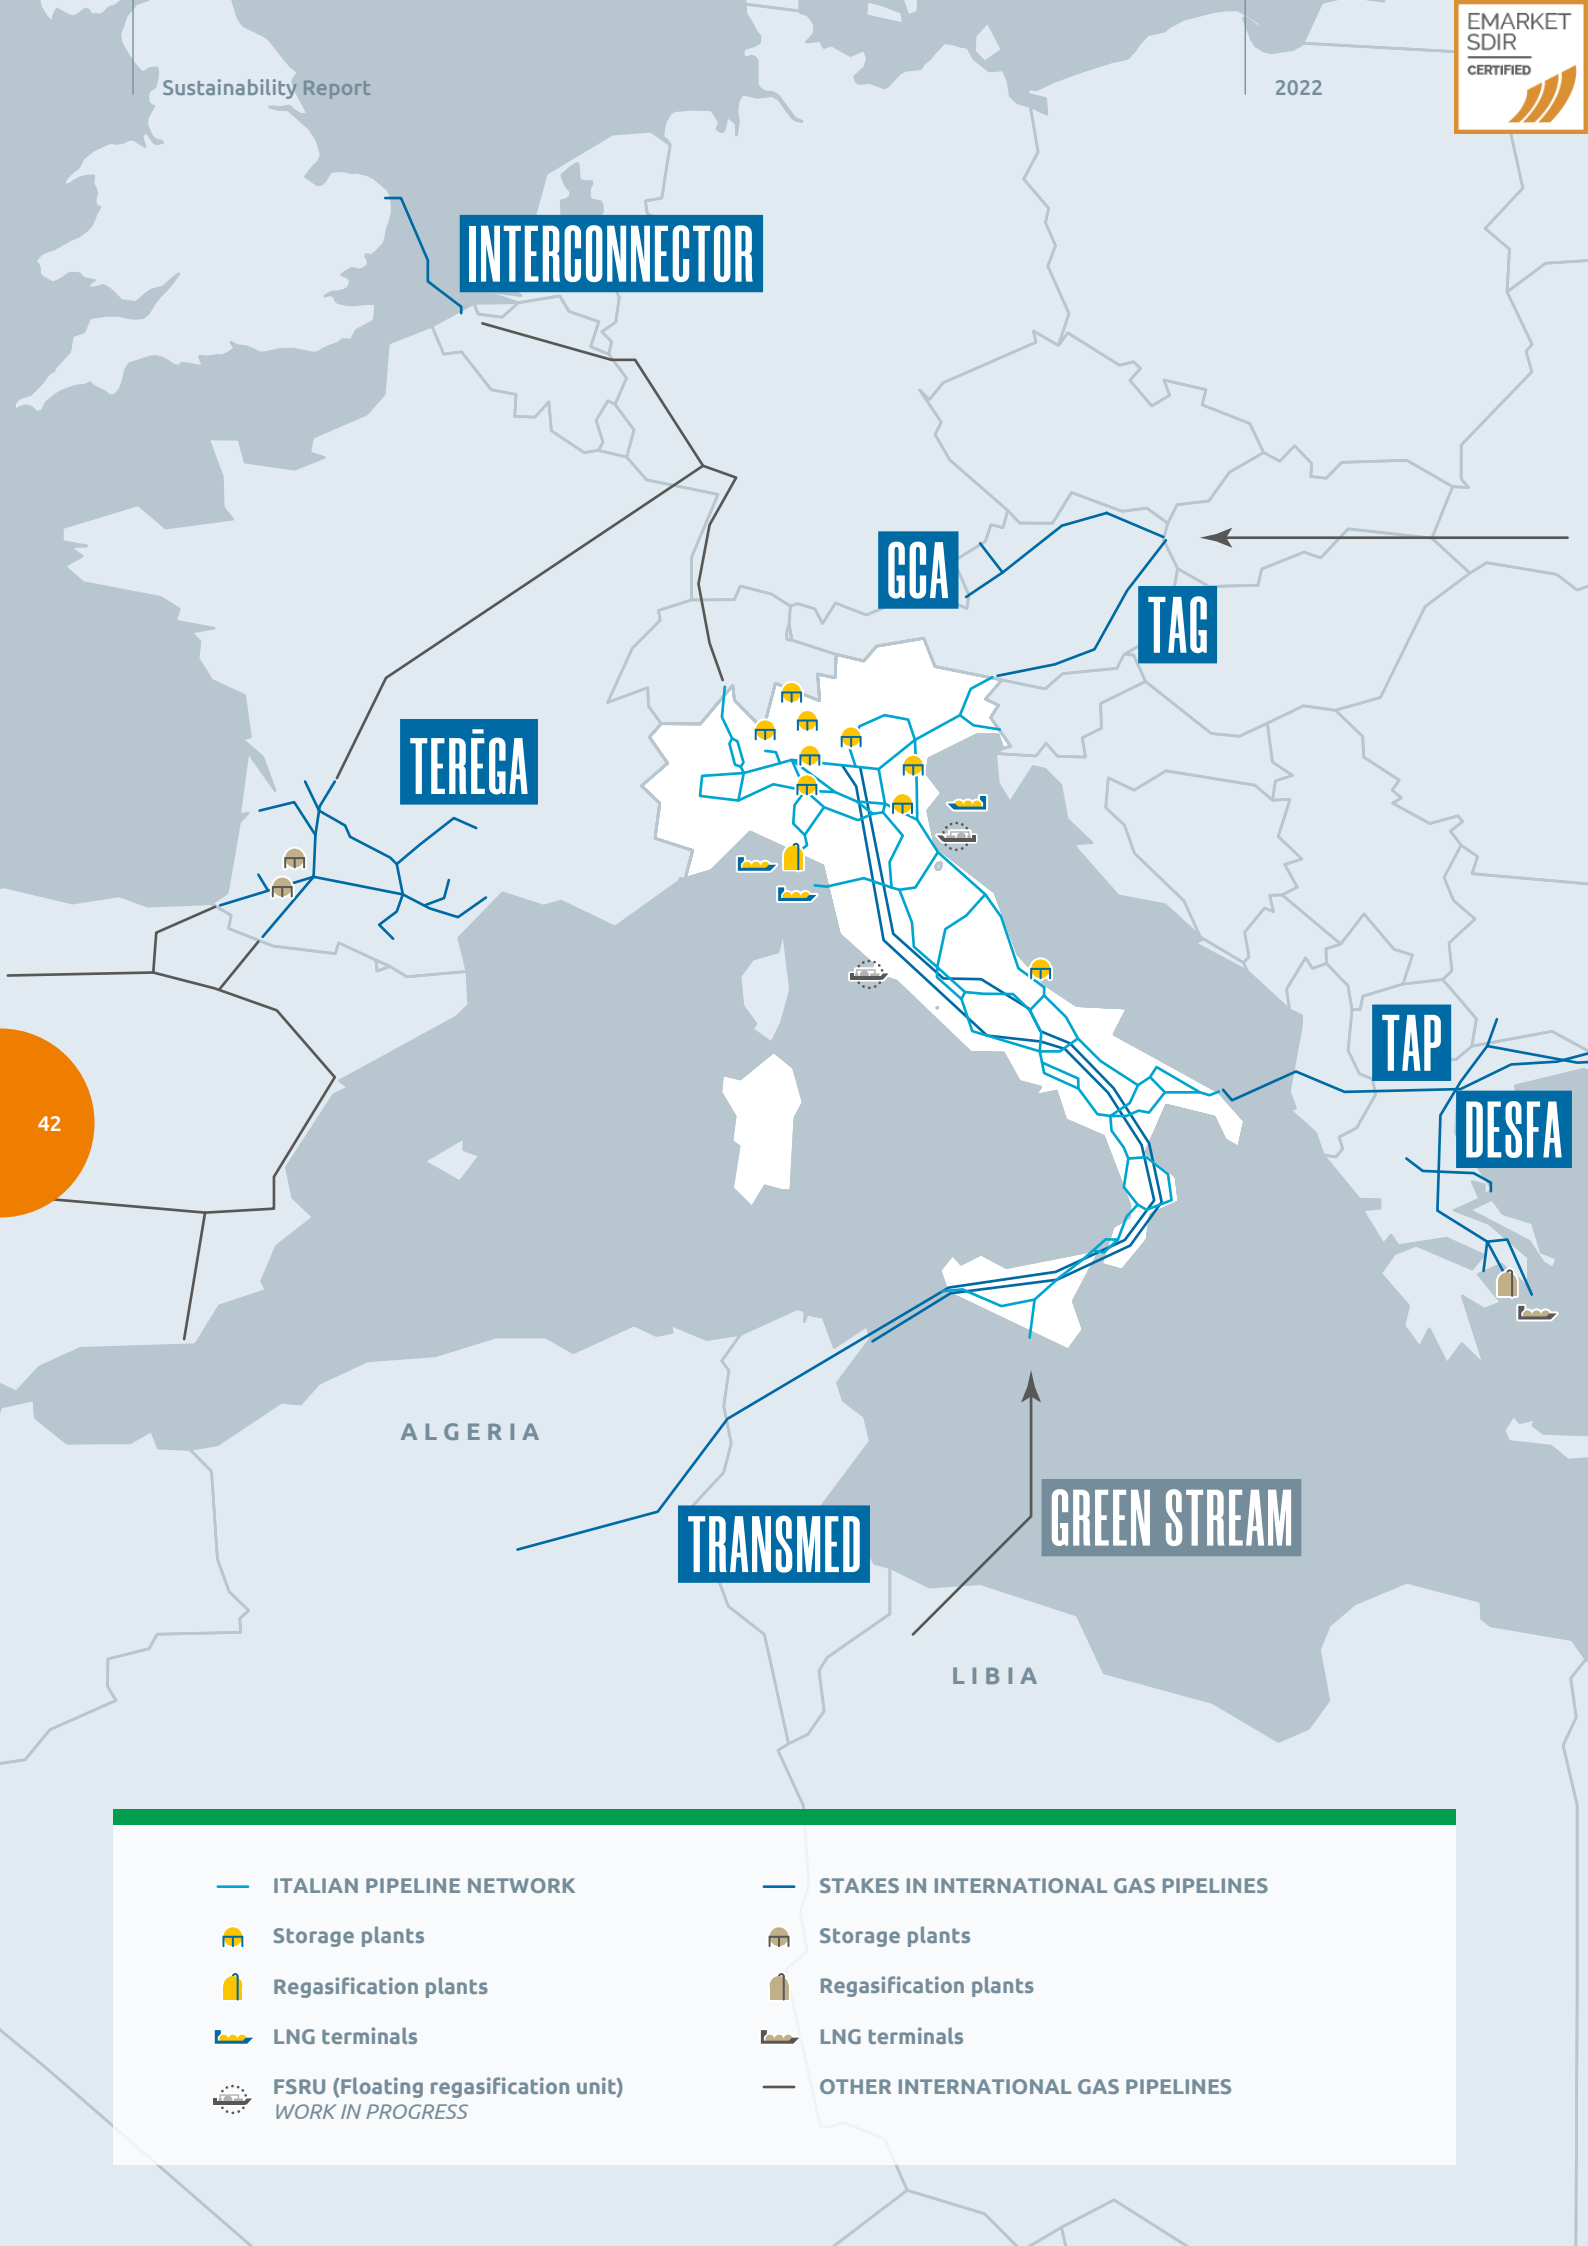 Sustainability Report
2022
EMARKET
SDIR
CERTIFIED
INTERCONNECTOR
GCA
TAG
TERĒGA
TAP
DESFA
42
ALGERIA
GREEN STREAM
TRANSMED
LIBIA
ITALIAN PIPELINE NETWORK
Storage plants
Regasification plants
LNG terminals
FSRU (Floating regasification unit)
WORK IN PROGRESS
STAKES IN INTERNATIONAL GAS PIPELINES
Storage plants
Regasification plants
LNG terminals
OTHER INTERNATIONAL GAS PIPELINES